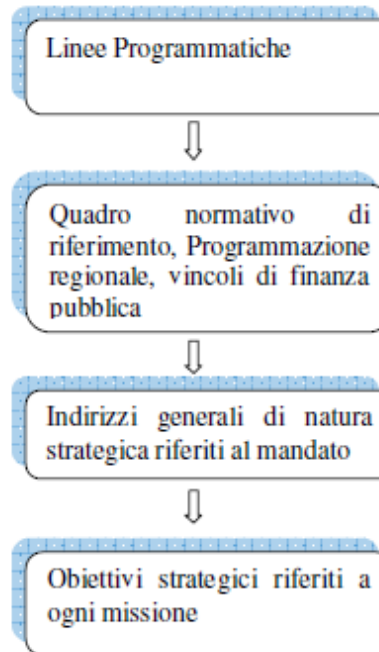 Linee Programmatiche
Quadro normativo di
riferimento, Programmazione
regionale, vincoli di finanza
pubblica
Indirizzi generali di natura
strategica riferiti al mandato
Obiettivi strategici riferiti a
ogni missione